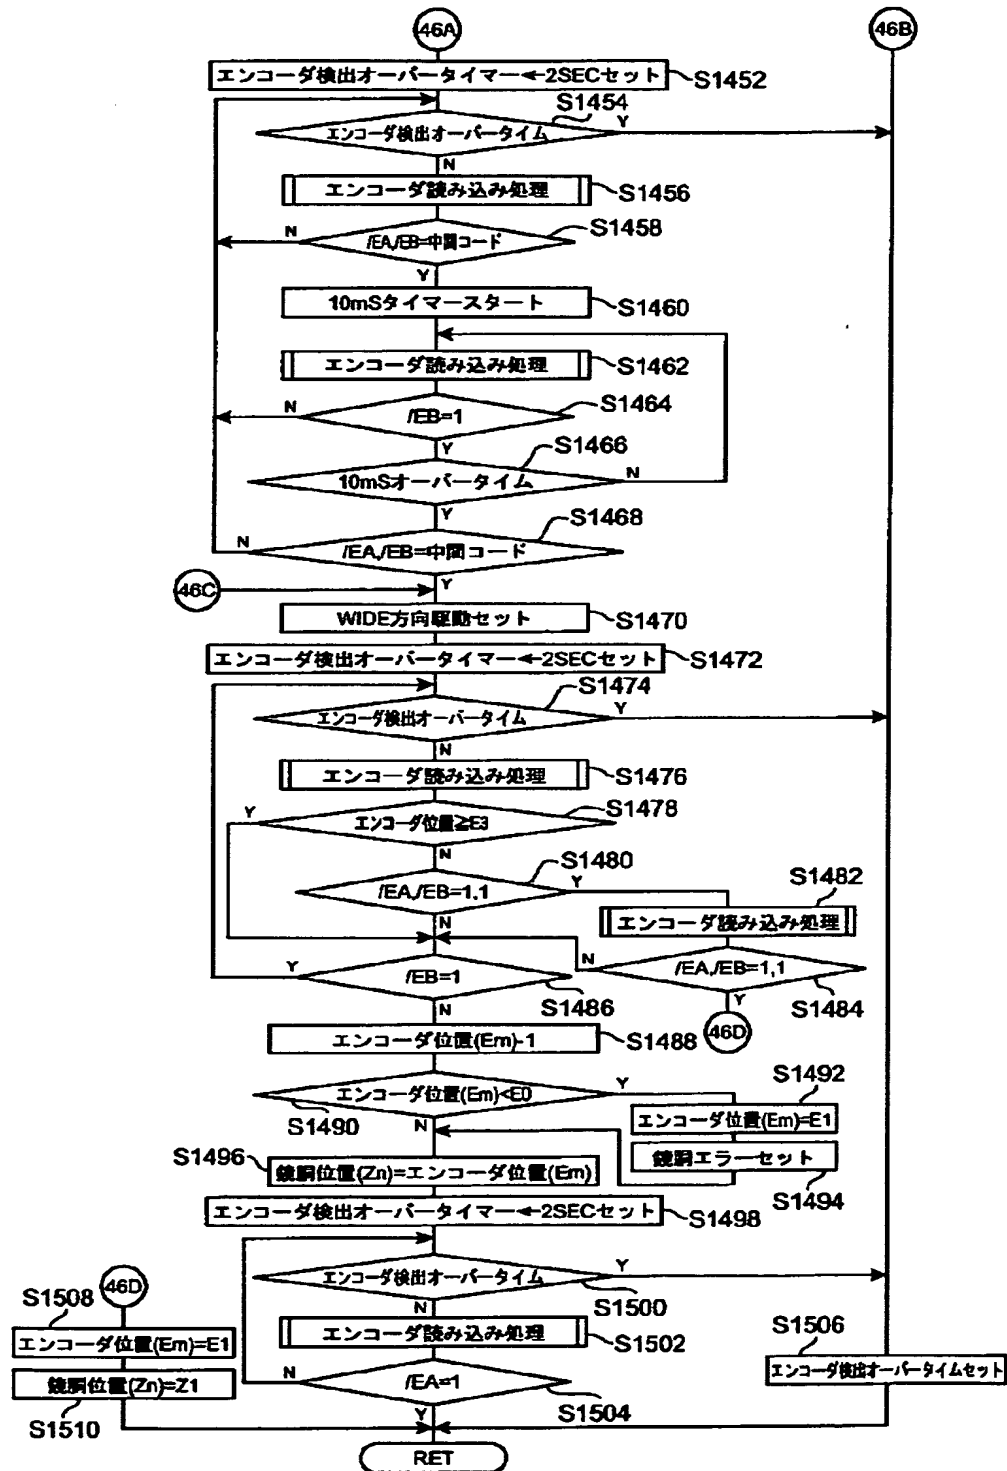 46A
46B
エンコーダ検出オーバータイマー←2SECセット
S1452
S1454
エンコーダ検出オーバータイム
Y
N
エンコーダ読み込み処理
S1456
S1458
N
/EA,/EB=中間コード
Y
10mSタイマースタート
S1460
エンコーダ読み込み処理
S1462
N
/EB=1
S1464
Y
S1466
10mSオーバータイム
N
Y
S1468
N
/EA,/EB=中間コード
46C
Y
WIDE方向駆動セット
S1470
エンコーダ検出オーバータイマー←2SECセット
S1472
S1474
エンコーダ検出オーバータイム
Y
N
エンコーダ読み込み処理
S1476
S1478
Y
エンコーダ位置≧E3
N
S1480
S1482
/EA,/EB=1,1
Y
エンコーダ読み込み処理
N
N
/EA,/EB=1,1
Y
/EB=1
S1486
S1484
N
Y
46D
エンコーダ位置(Em)-1
S1488
S1492
エンコーダ位置(Em)<E0
Y
S1490
N
エンコーダ位置(Em)=E1
S1496
鏡胴エラーセット
鏡胴位置(Zn)=エンコーダ位置(Em)
S1494
エンコーダ検出オーバータイマー←2SECセット
S1498
エンコーダ検出オーバータイム
Y
46D
S1508
N
S1500
S1506
エンコーダ位置(Em)=E1
エンコーダ読み込み処理
S1502
エンコーダ検出オーバータイムセット
鏡胴位置(Zn)=Z1
N
/EA=1
S1510
Y
S1504
RET